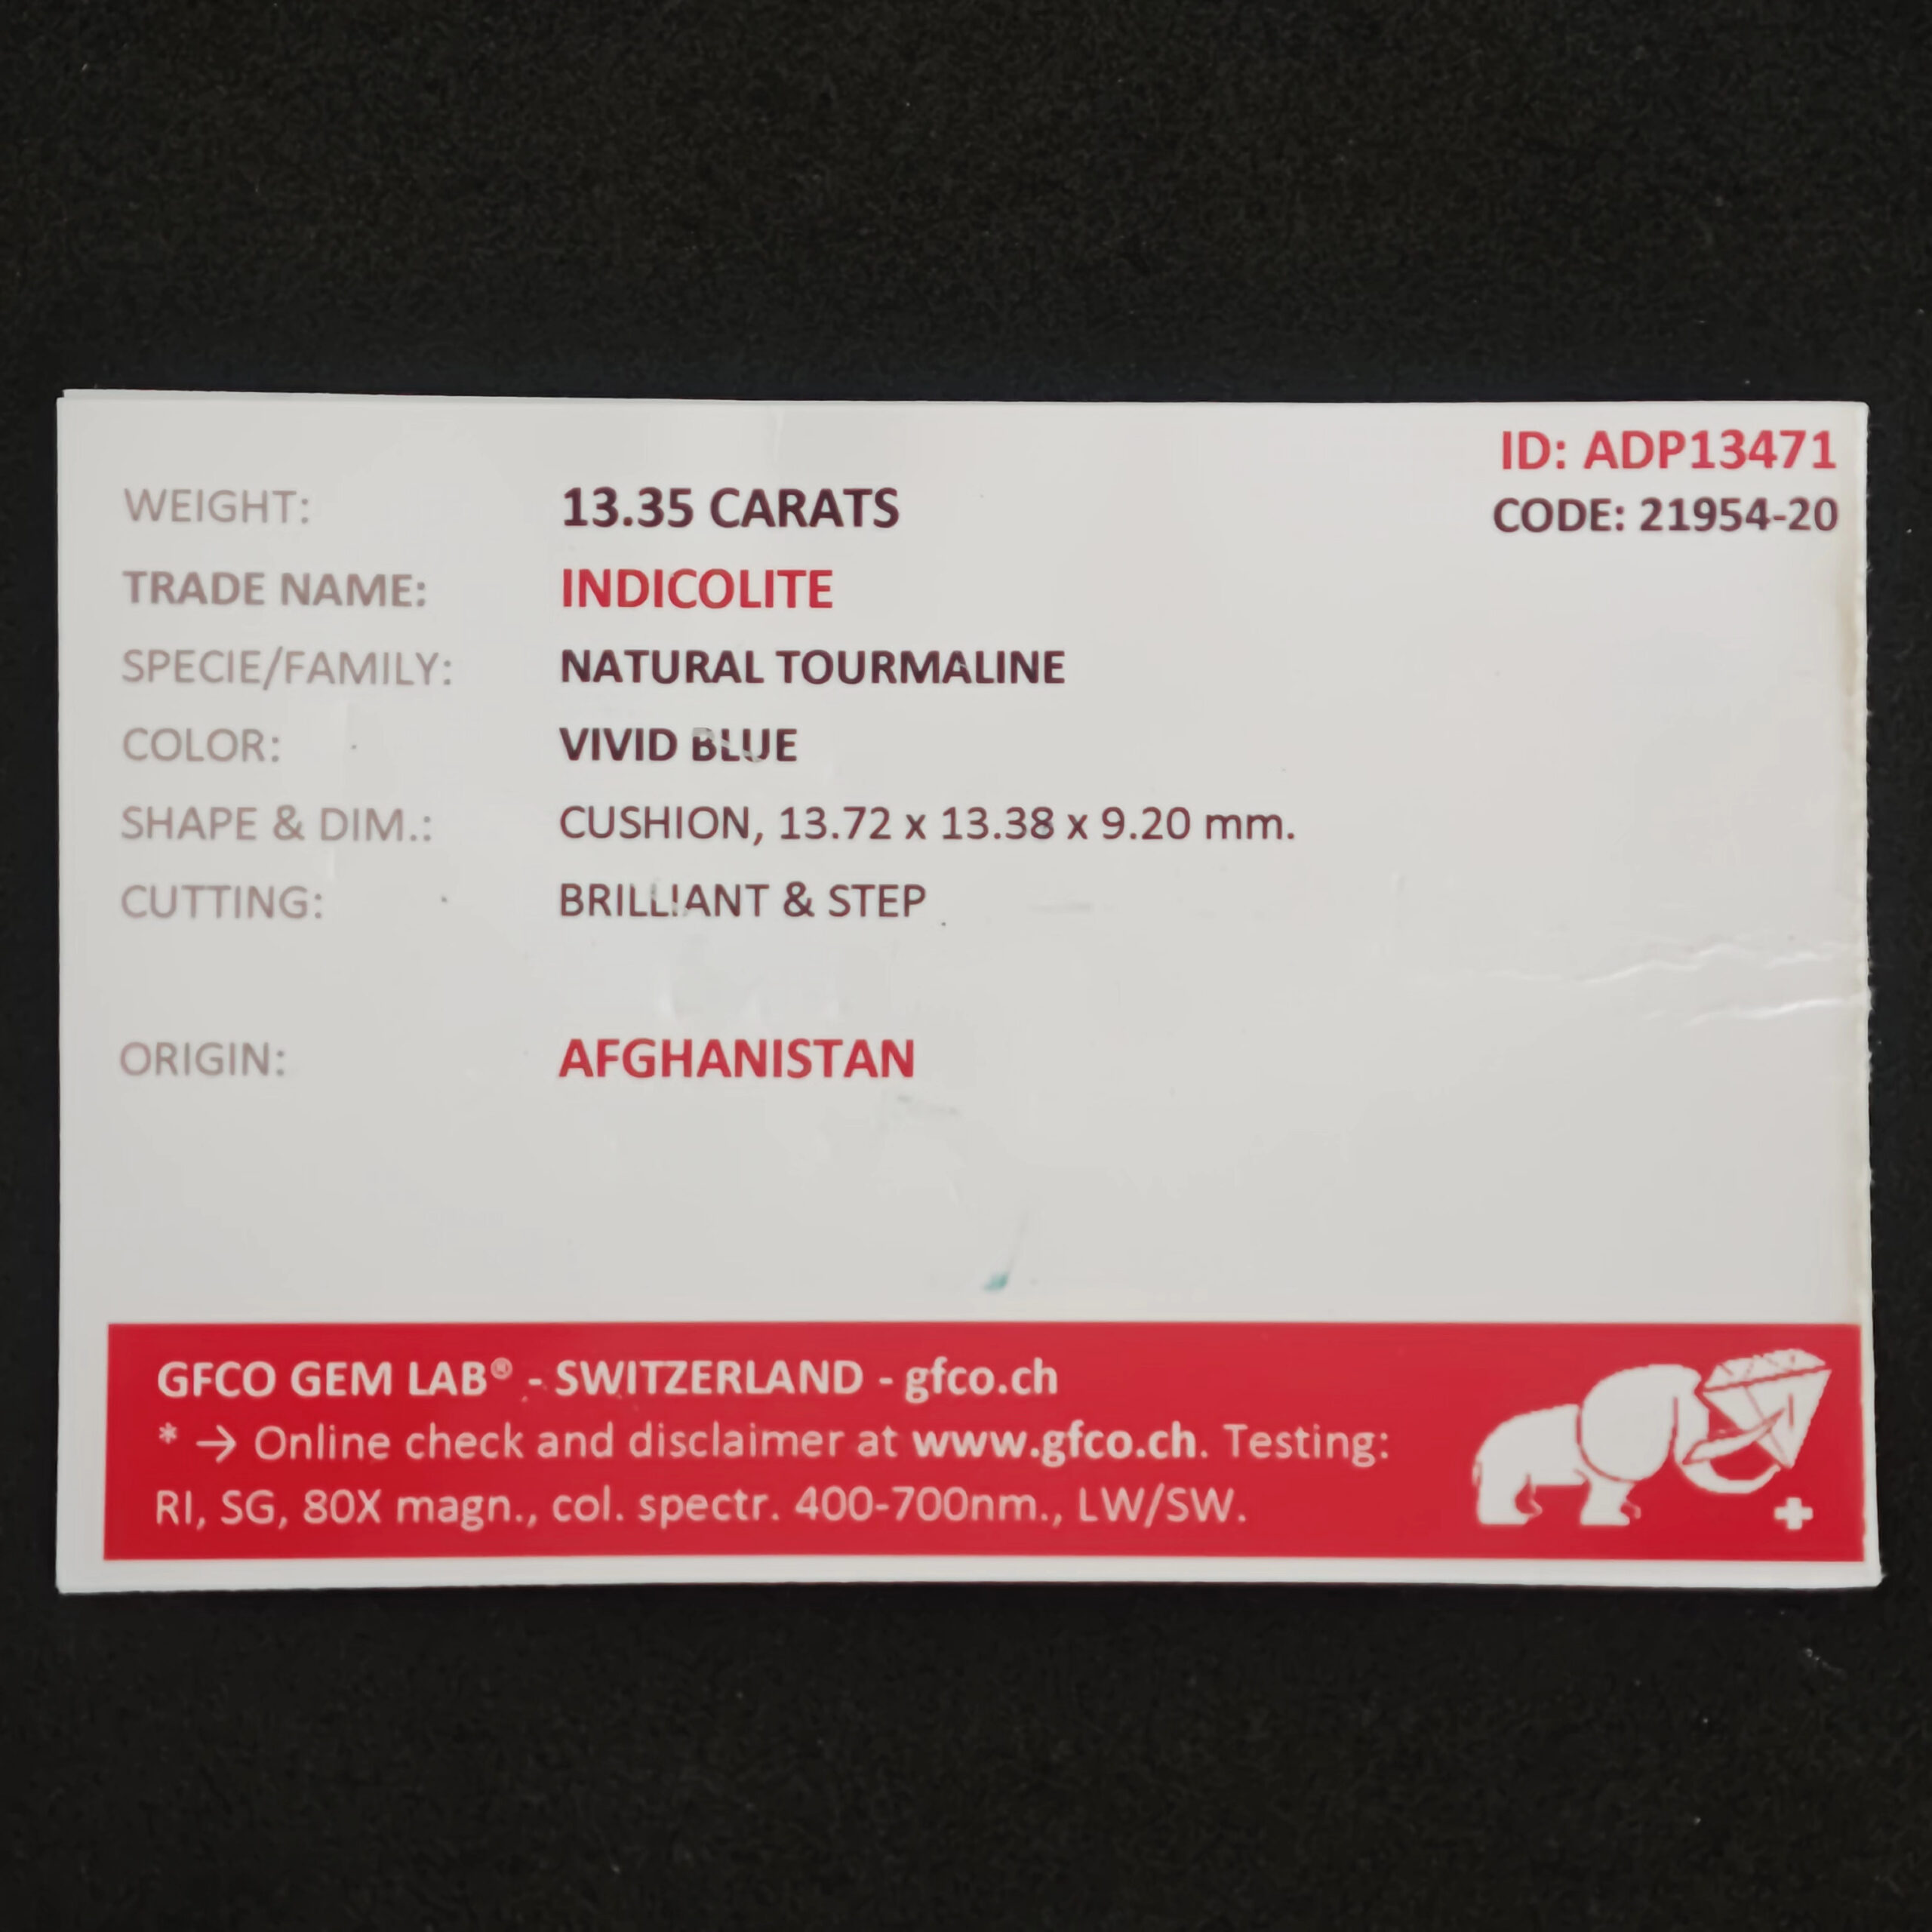 ID: ADP13471
WEIGHT: 13.35 CARATS
CODE: 21954-20
TRADE NAME: INDICOLITE
SPECIE/FAMILY: NATURAL TOURMALINE
COLOR: VIVID BLUE
SHAPE & DIM.: CUSHION, 13.72 x 13.38 x 9.20 mm.
CUTTING: BRILLIANT & STEP
ORIGIN: AFGHANISTAN
GFCO GEM LAB® - SWITZERLAND - gfco.ch
* → Online check and disclaimer at www.gfco.ch. Testing:
RI, SG, 80X magn., col. spectr. 400-700nm., LW/SW.